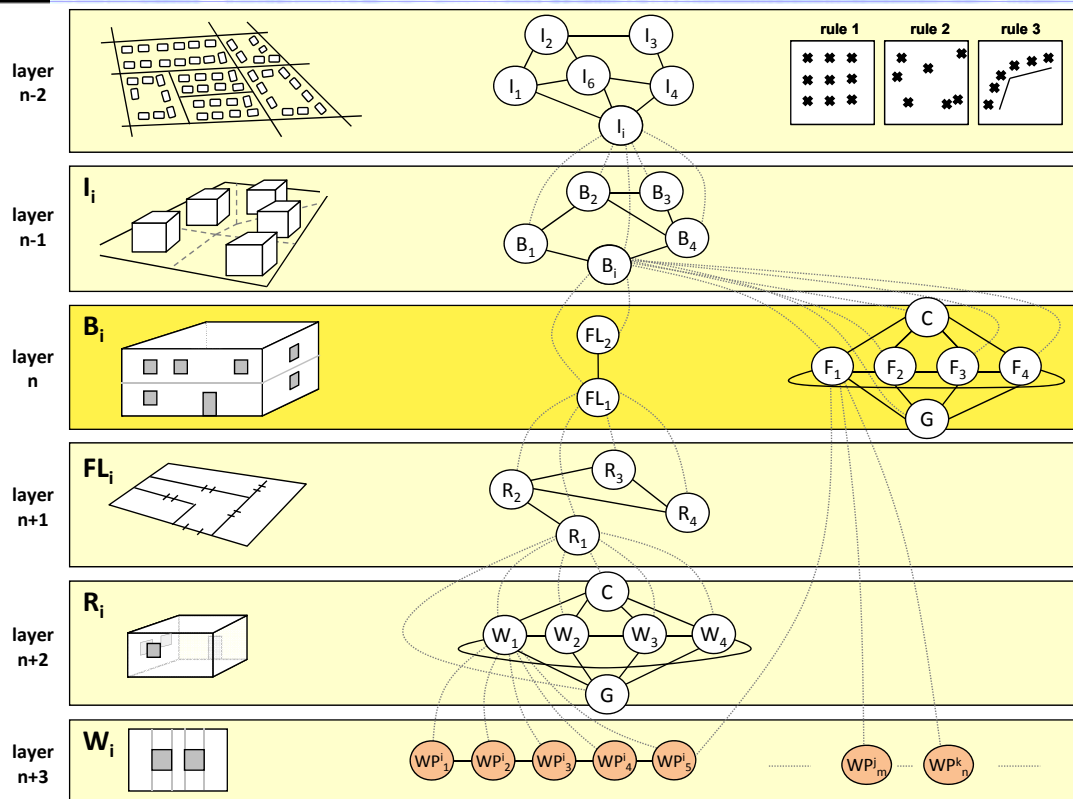 layer
n-2
I2
I3
I1
I6
I4
Ii
rule 1
rule 2
rule 3
layer
n-1
Ii
B2
B3
B1
B4
Bi
layer
n
Bi
FL2
FL1
C
F1
F2
F3
F4
G
layer
n+1
FLi
R3
R2
R4
R1
layer
n+2
Ri
C
W1
W2
W3
W4
G
layer
n+3
Wi
WPi1
WPi2
WPi3
WPi4
WPi5
WPjm
WPkn